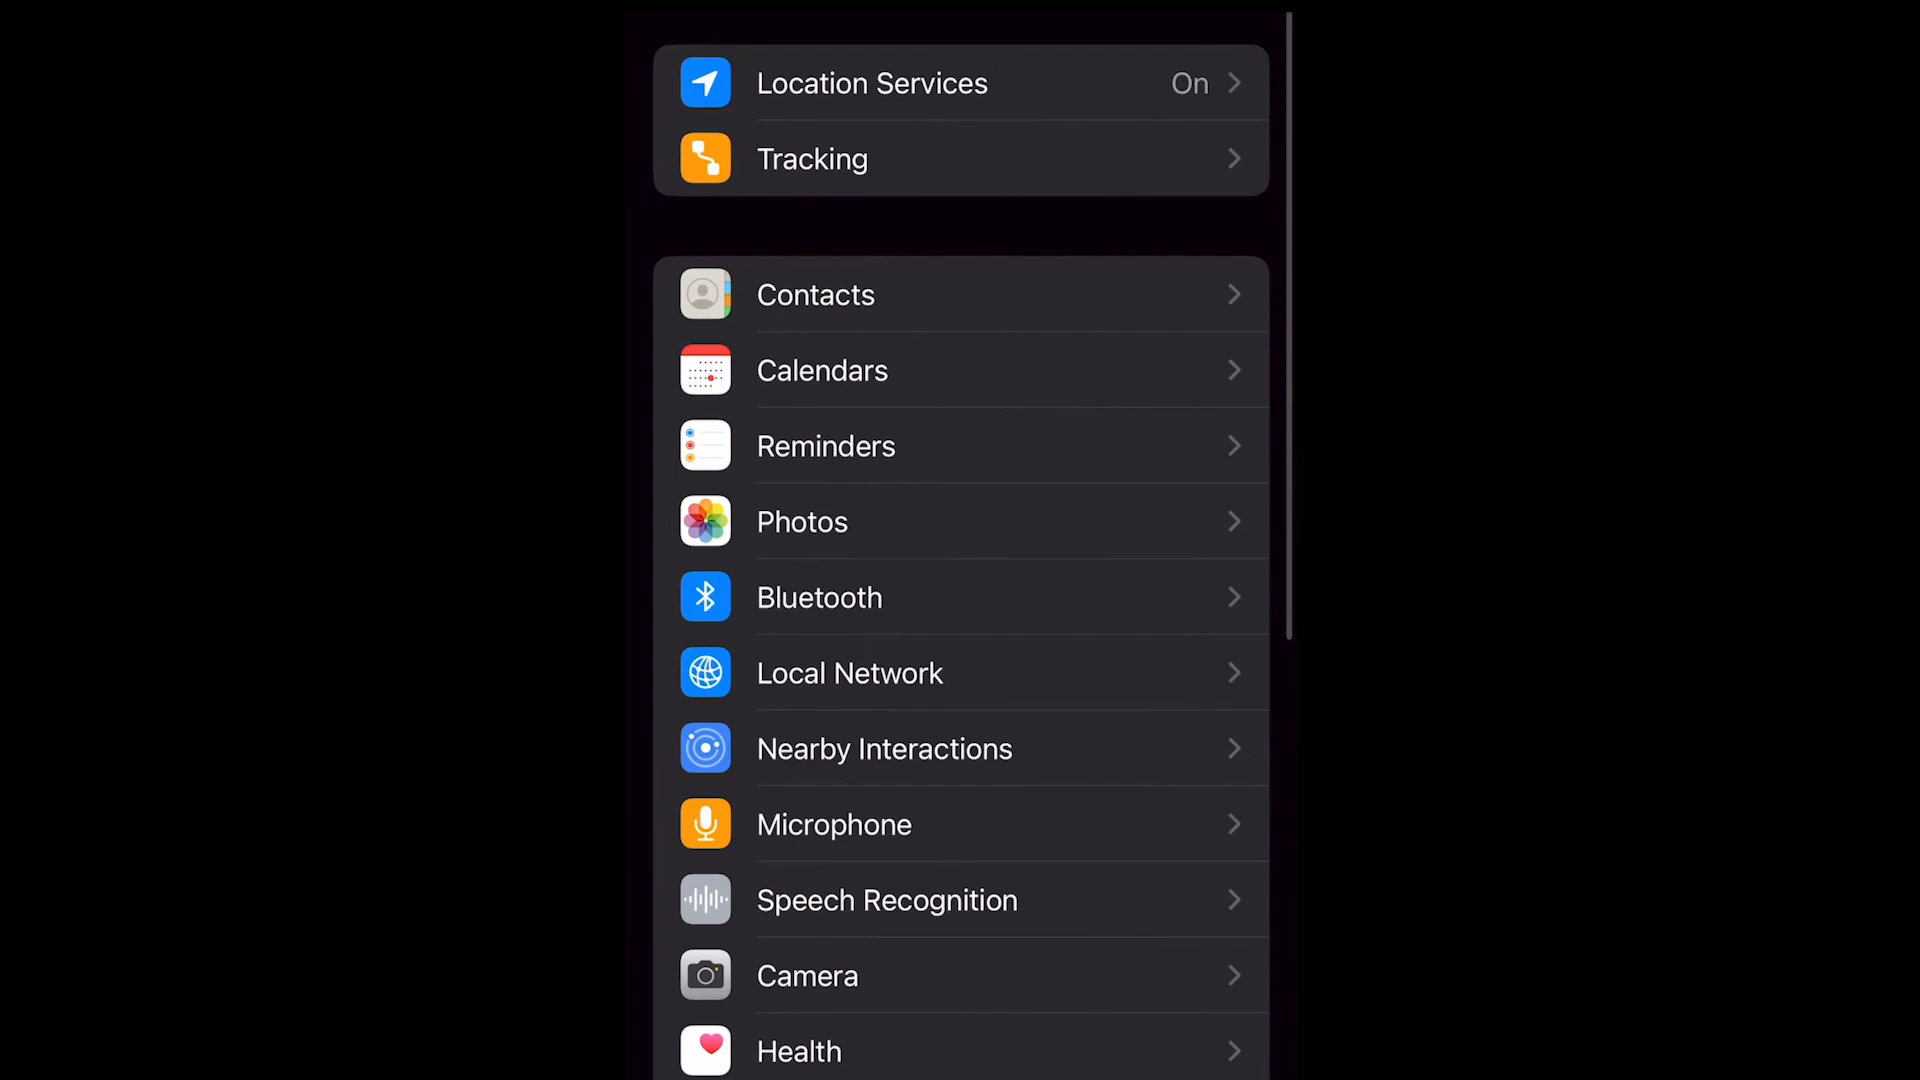 Location Services On
Tracking
Contacts
Calendars
Reminders
Photos
Bluetooth
Local Network
Nearby Interactions
Microphone
Speech Recognition
Camera
Health